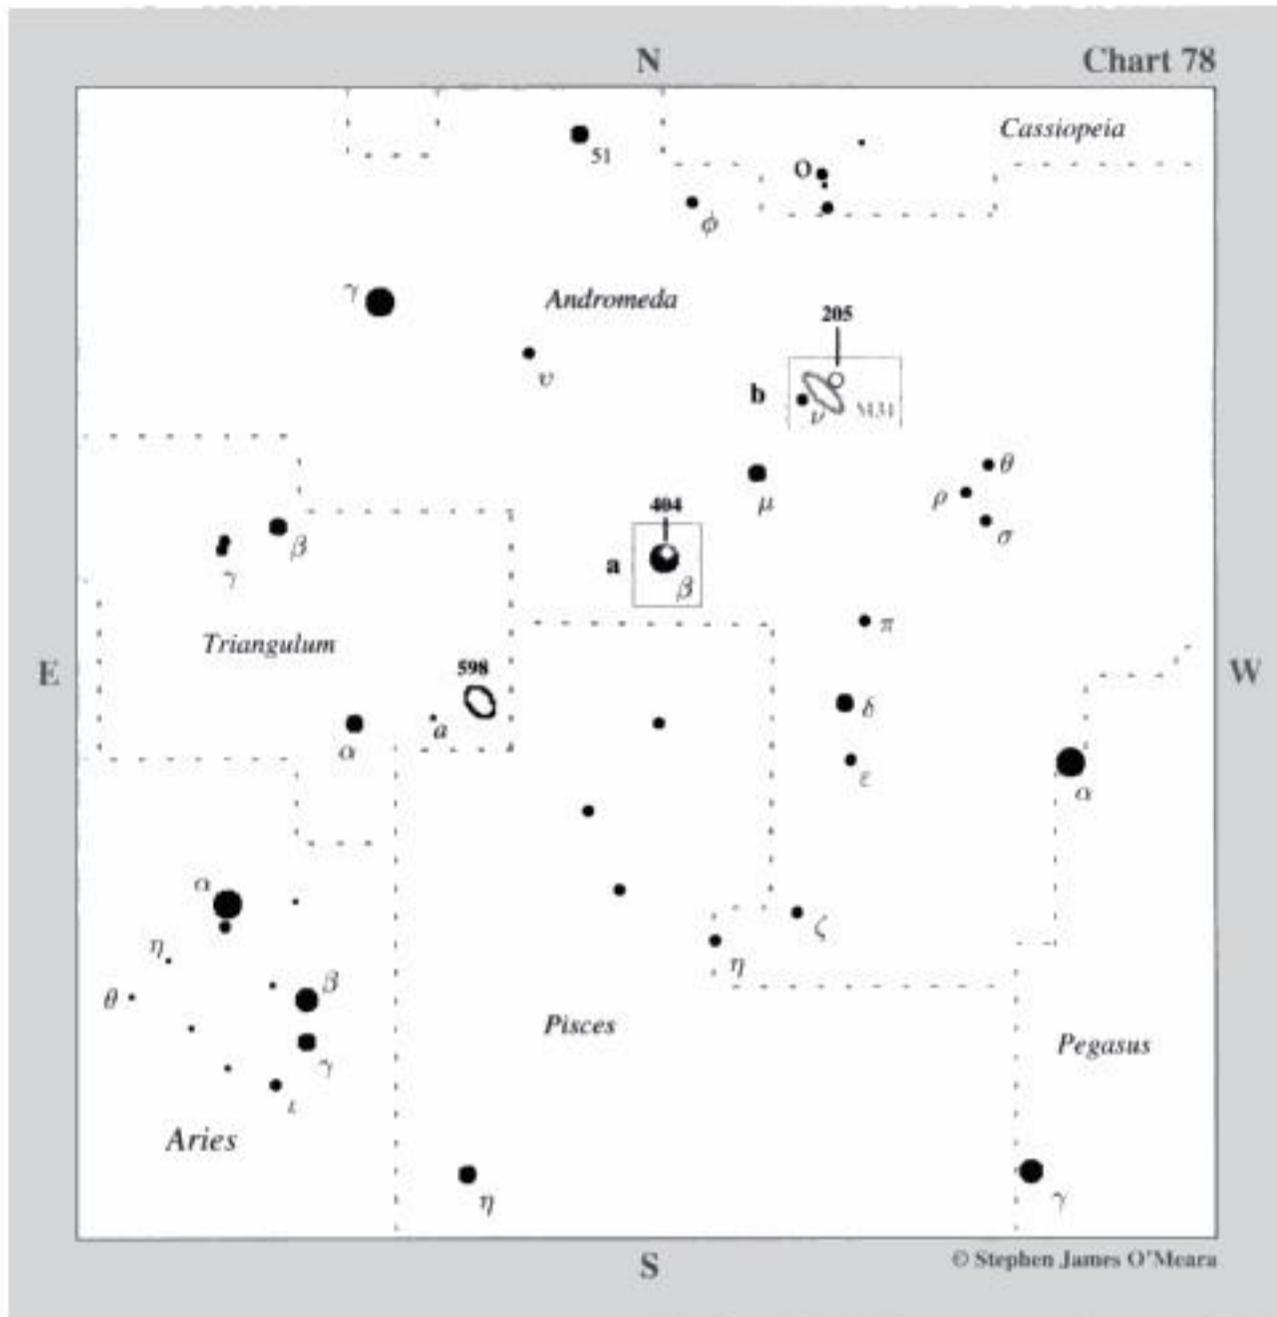 N
Chart 78
Cassiopeia
51
O
φ
γ
Andromeda
205
υ
b
ν
M31
θ
ρ
μ
σ
404
β
γ
a
β
π
Triangulum
598
E
W
δ
α
a
ε
α
α
η
ζ
θ
β
η
Pisces
Pegasus
γ
ι
Aries
η
γ
S
© Stephen James O'Meara